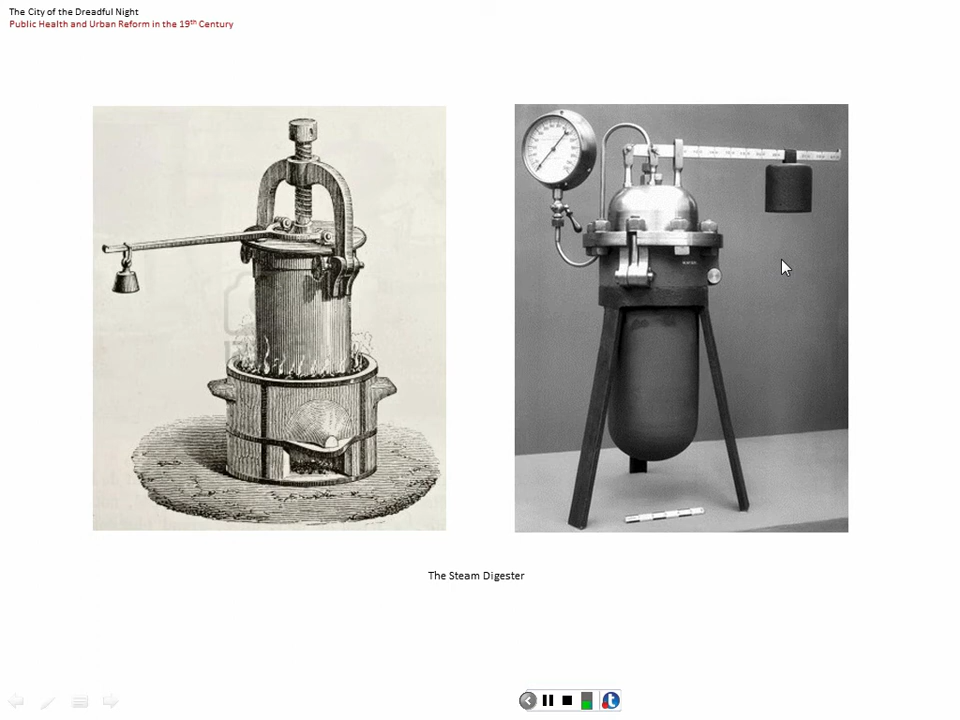 The City of the Dreadful Night
Public Health and Urban Reform in the 19th Century
The Steam Digester